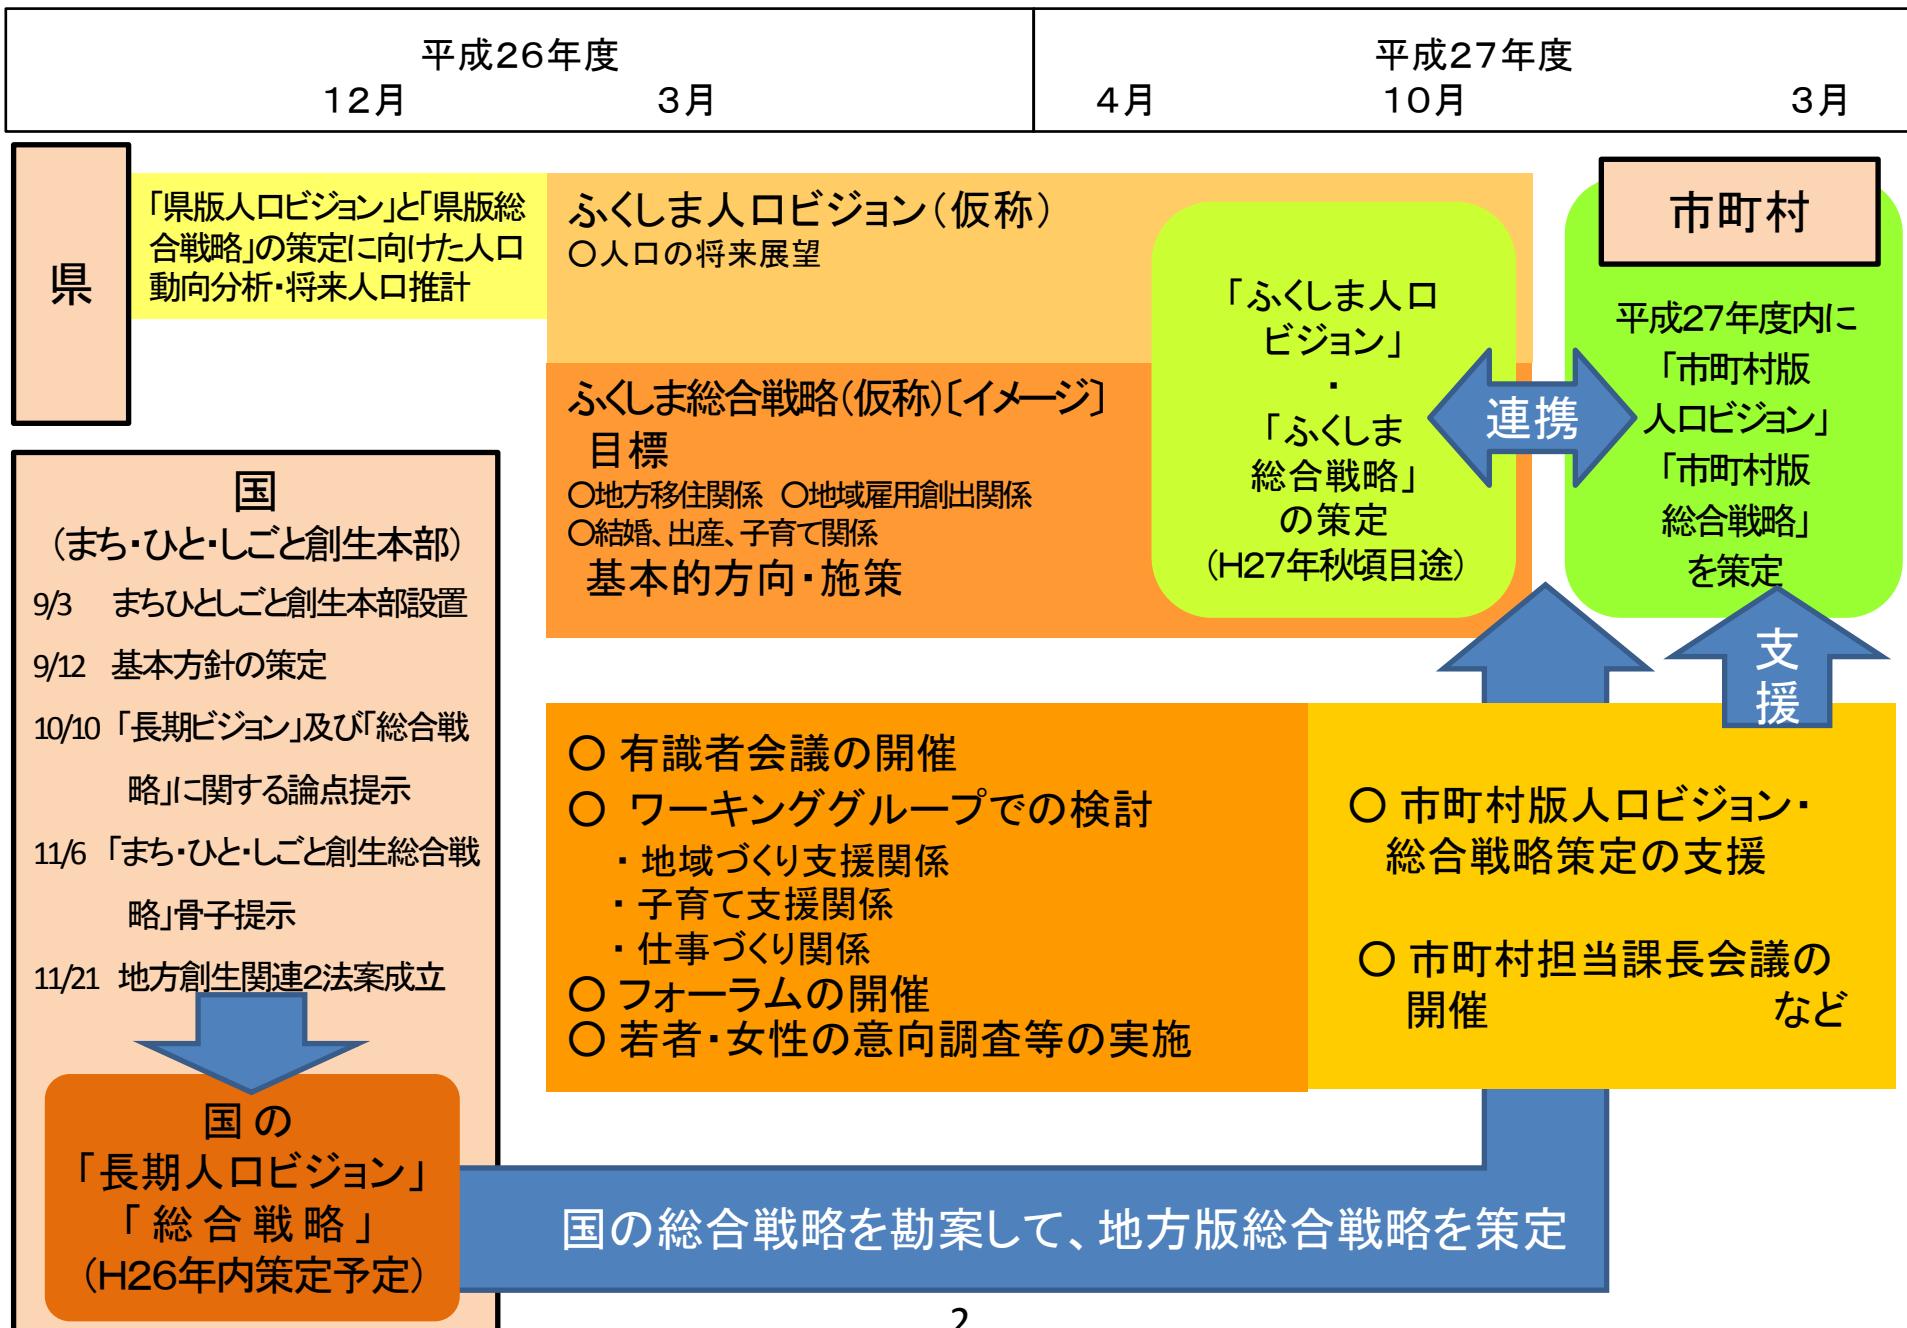 平成26年度
12月 3月
平成27年度
4月 10月 3月
県
「県版人口ビジョン」と「県版総
合戦略」の策定に向けた人口
動向分析・将来人口推計
ふくしま人口ビジョン(仮称)
○人口の将来展望
ふくしま総合戦略(仮称)〔イメージ〕
目標
○地方移住関係 ○地域雇用創出関係
○結婚、出産、子育て関係
基本的方向・施策
「ふくしま人口
ビジョン」
・
「ふくしま
総合戦略」
の策定
(H27年秋頃目途)
連携
市町村
平成27年度内に
「市町村版
人口ビジョン」
「市町村版
総合戦略」
を策定
支
援
国
(まち・ひと・しごと創生本部)
9/3 まちひとしごと創生本部設置
9/12 基本方針の策定
10/10 「長期ビジョン」及び「総合戦
略」に関する論点提示
11/6 「まち・ひと・しごと創生総合戦
略」骨子提示
11/21 地方創生関連2法案成立
国の
「長期人口ビジョン」
「総合戦略」
(H26年内策定予定)
○ 有識者会議の開催
○ ワーキンググループでの検討
・地域づくり支援関係
・子育て支援関係
・仕事づくり関係
○ フォーラムの開催
○ 若者・女性の意向調査等の実施
○ 市町村版人口ビジョン・
総合戦略策定の支援
○ 市町村担当課長会議の
開催 など
国の総合戦略を勘案して、地方版総合戦略を策定
2